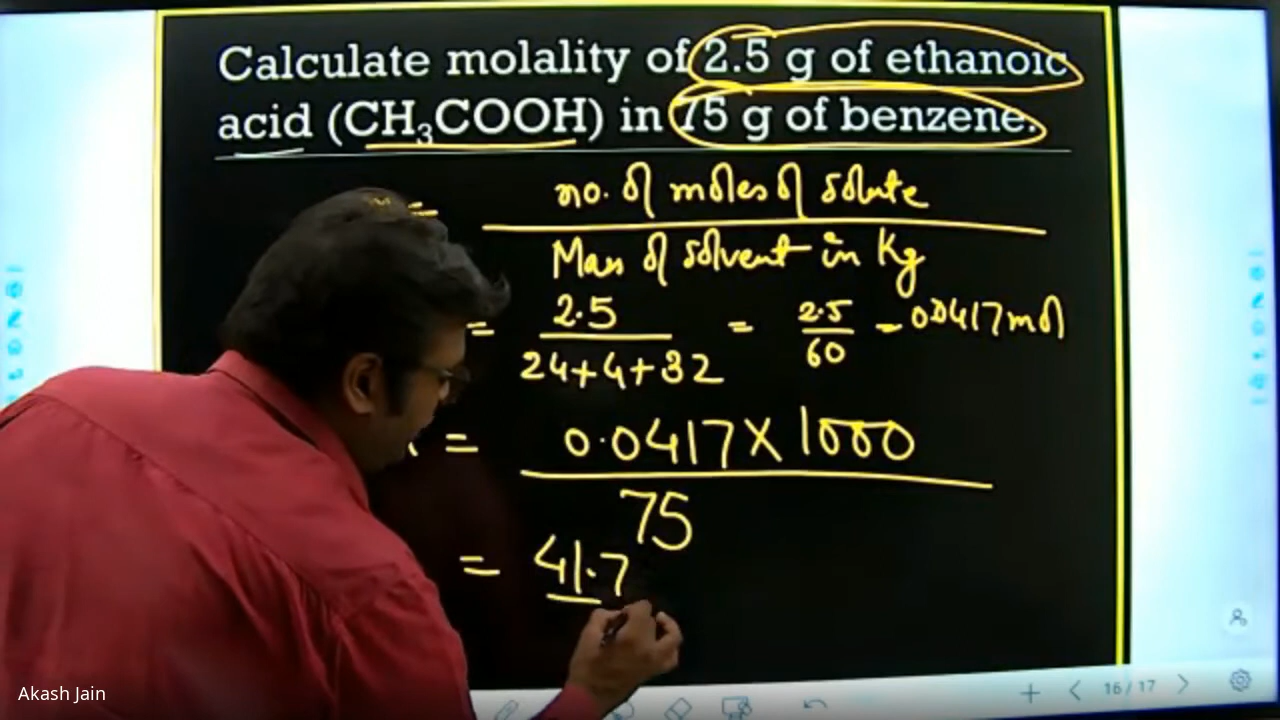 Calculate molality of 2.5 g of ethanoic
acid (CH₃COOH) in 75 g of benzene.
= no. of moles of solute
Mass of solvent in Kg
= 2.5 / 24+4+32 = 2.5 / 60 = 0.0417 mol
= 0.0417 X 1000
75
= 41.7
16 / 17
Akash Jain